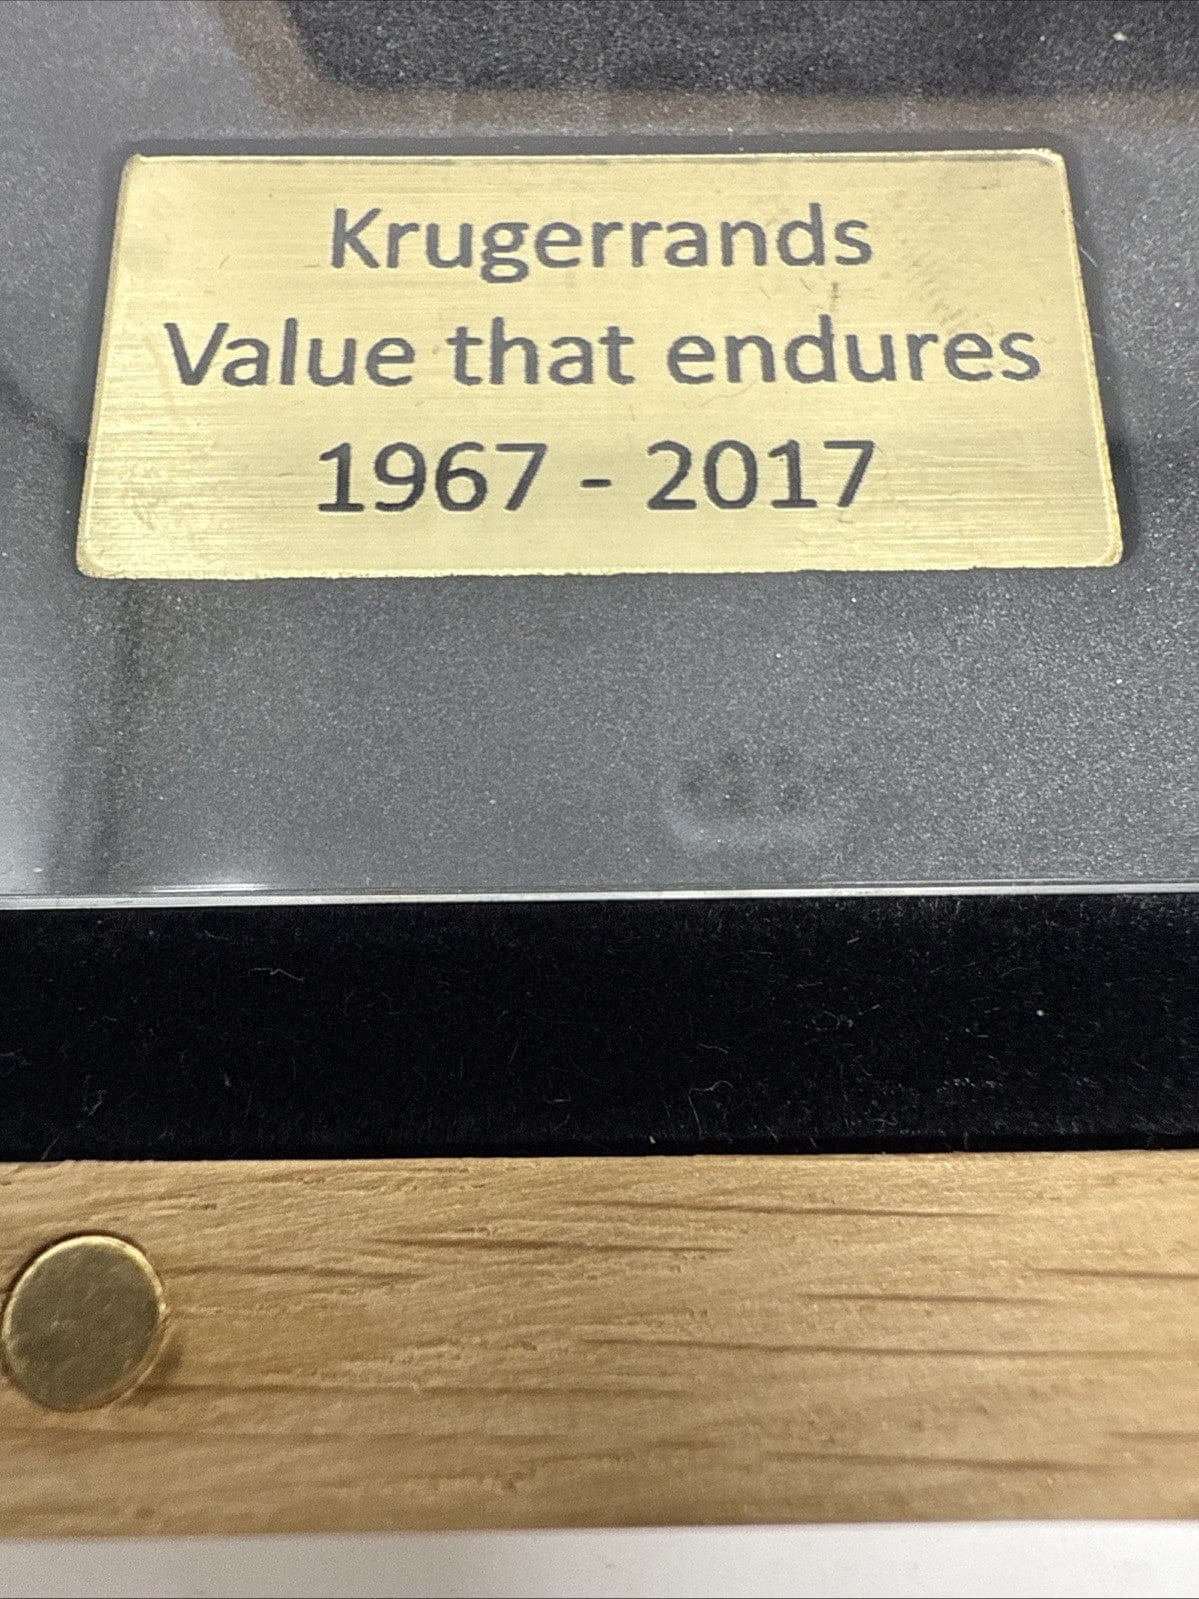 Krugerrands
Value that endures
1967 - 2017